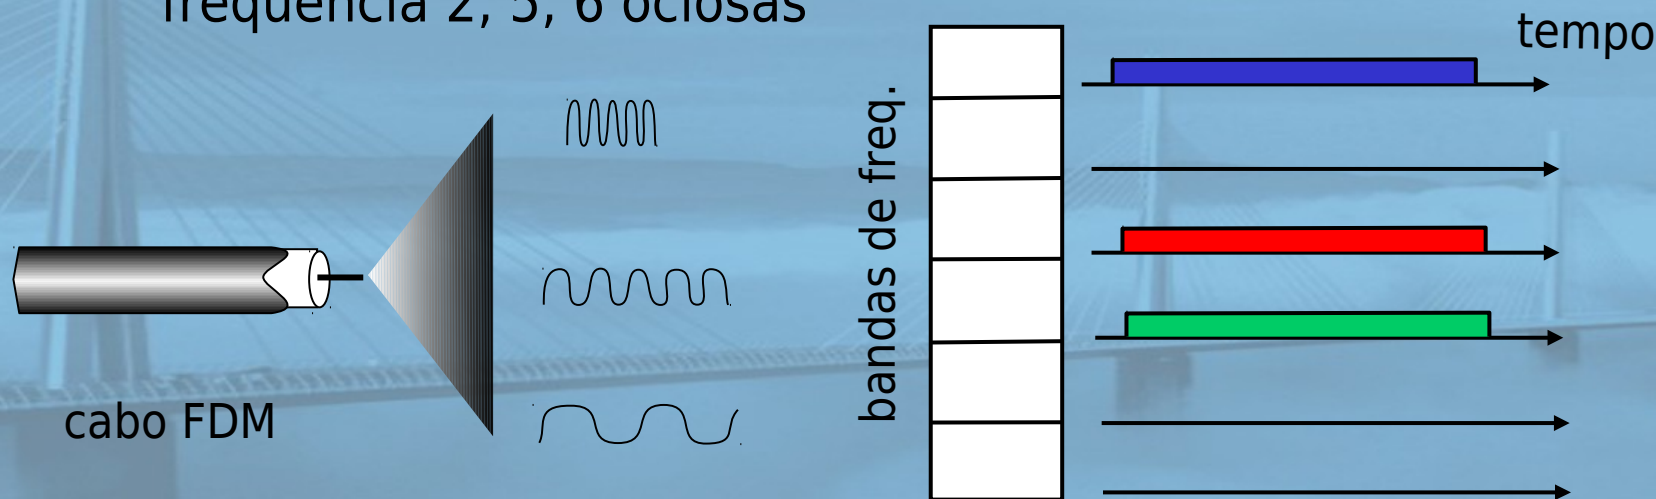 frequência 2, 5, 6 ociosas
tempo
bandas de freq.
cabo FDM